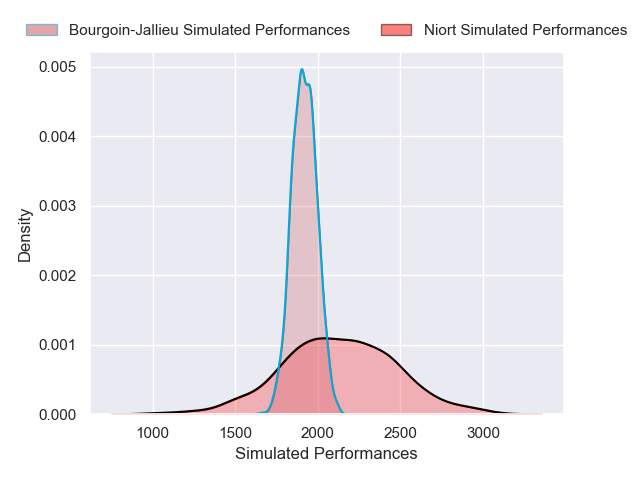 Bourgoin-Jallieu Simulated Performances Niort Simulated Performances
0.005
0.004
0.003
0.002
0.001
0.000
Density
1000 1500 2000 2500 3000
Simulated Performances